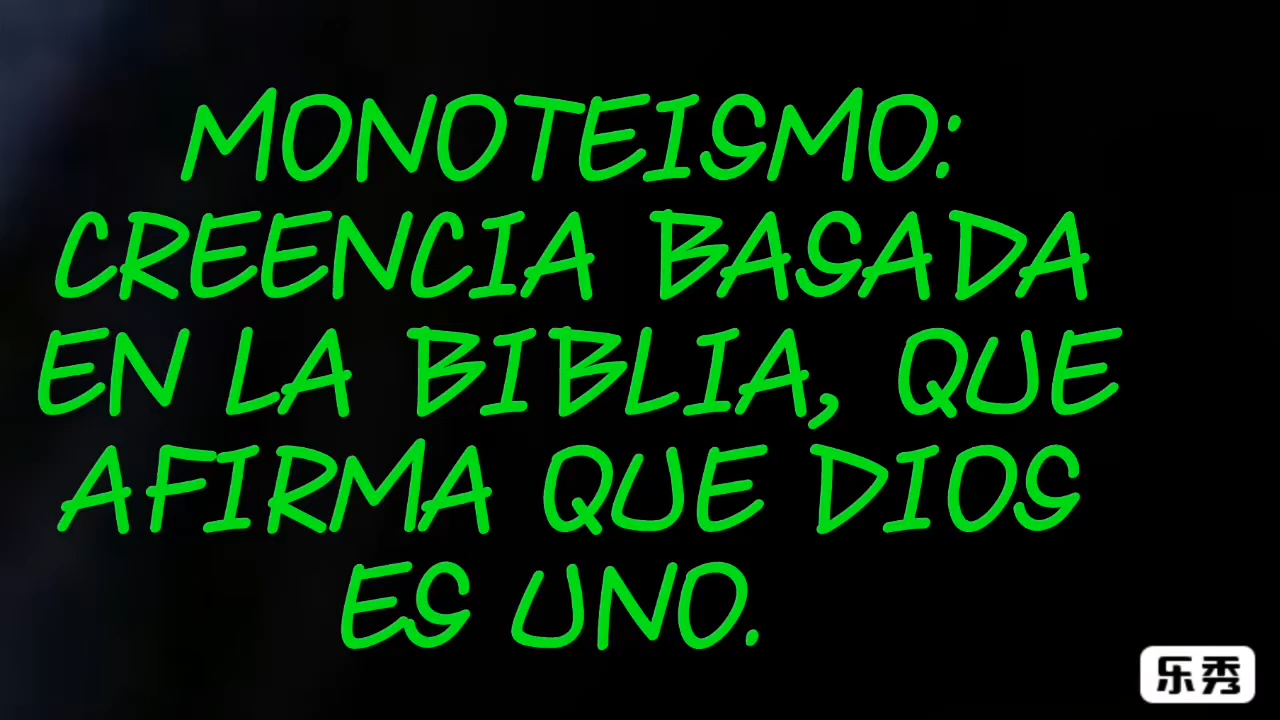 MONOTEISMO:
CREENCIA BASADA
EN LA BIBLIA, QUE
AFIRMA QUE DIOS
ES UNO.
乐秀